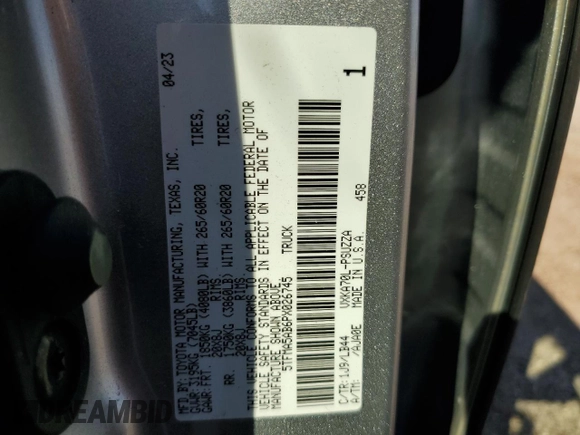 MFD. BY: TOYOTA MOTOR MANUFACTURING, TEXAS, INC. 04/23
GVWR: 3195KG (7045LB)
GAWR: FRT. 1850KG (4080LB) WITH 265/60R20 TIRES,
20X8J RIMS
RR. 1750KG (3860LB) WITH 265/60R20 TIRES,
20X8J RIMS
THIS VEHICLE CONFORMS TO ALL APPLICABLE FEDERAL MOTOR
VEHICLE SAFETY STANDARDS IN EFFECT ON THE DATE OF
MANUFACTURE SHOWN ABOVE.
5TFMA5AB6PX026745 TRUCK
1
C/TR: 1J9/LB44 VXKA70L-PSUZZA
A/TM: /AJA0E MADE IN U.S.A. 458
DREAMBID